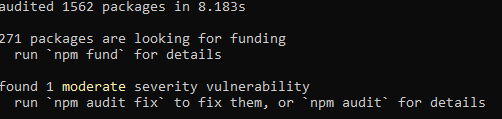 audited 1562 packages in 8.183s
271 packages are looking for funding
run `npm fund` for details
found 1 moderate severity vulnerability
run `npm audit fix` to fix them, or `npm audit` for details